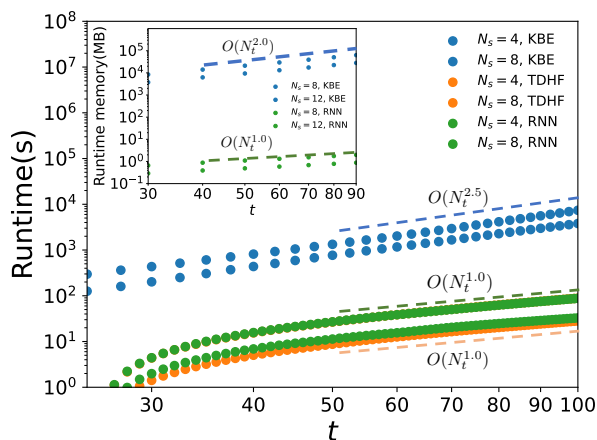 Runtime(s)
10^8
10^7
10^6
10^5
10^4
10^3
10^2
10^1
10^0
30
40
50
60
70
80
90
100
t
N_s = 4, KBE
N_s = 8, KBE
N_s = 4, TDHF
N_s = 8, TDHF
N_s = 4, RNN
N_s = 8, RNN
O(N_t^{2.5})
O(N_t^{1.0})
O(N_t^{1.0})
Runtime memory(MB)
10^5
10^4
10^3
10^2
10^1
10^0
10^{-1}
30
40
50
60
70
80
90
t
O(N_t^{2.0})
N_s = 8, KBE
N_s = 12, KBE
N_s = 8, RNN
N_s = 12, RNN
O(N_t^{1.0})